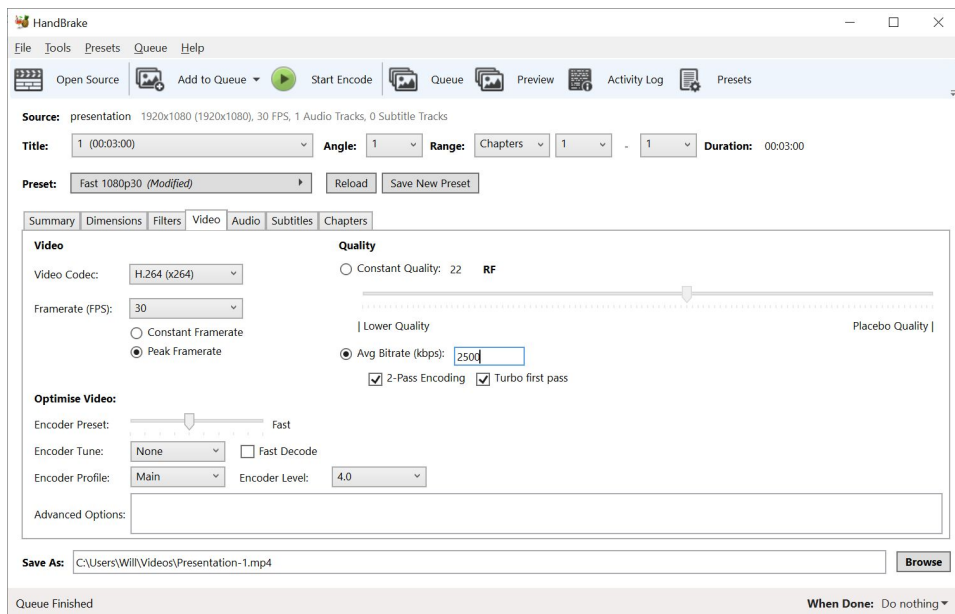 HandBrake
File Tools Presets Queue Help
Open Source Add to Queue Start Encode Queue Preview Activity Log Presets
Source: presentation 1920x1080 (1920x1080), 30 FPS, 1 Audio Tracks, 0 Subtitle Tracks
Title: 1 (00:03:00) Angle: 1 Range: Chapters 1 - 1 Duration: 00:03:00
Preset: Fast 1080p30 (Modified) Reload Save New Preset
Summary Dimensions Filters Video Audio Subtitles Chapters
Video
Video Codec: H.264 (x264)
Framerate (FPS): 30
Constant Framerate
Peak Framerate
Quality
Constant Quality: 22 RF
| Lower Quality Placebo Quality |
Avg Bitrate (kbps): 2500
2-Pass Encoding Turbo first pass
Optimise Video:
Encoder Preset: Fast
Encoder Tune: None Fast Decode
Encoder Profile: Main Encoder Level: 4.0
Advanced Options:
Save As: C:\Users\Will\Videos\Presentation-1.mp4 Browse
Queue Finished When Done: Do nothing